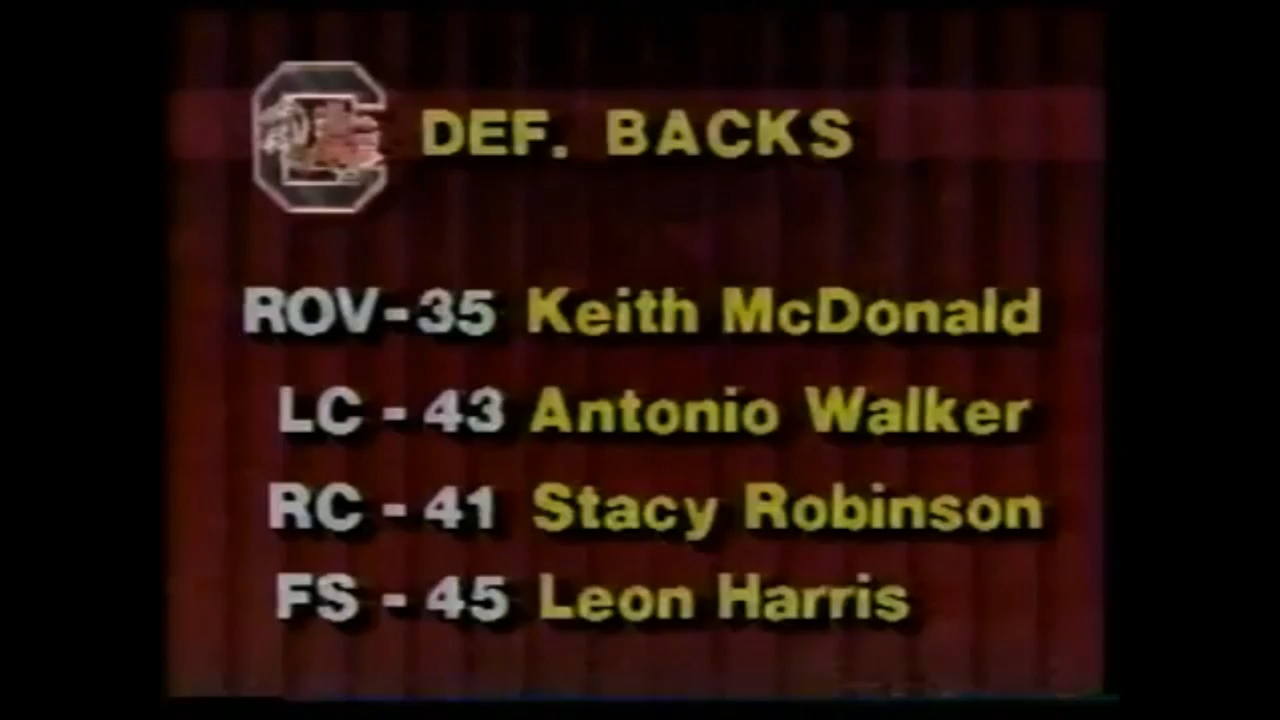 DEF. BACKS
ROV-35 Keith McDonald
LC - 43 Antonio Walker
RC - 41 Stacy Robinson
FS - 45 Leon Harris